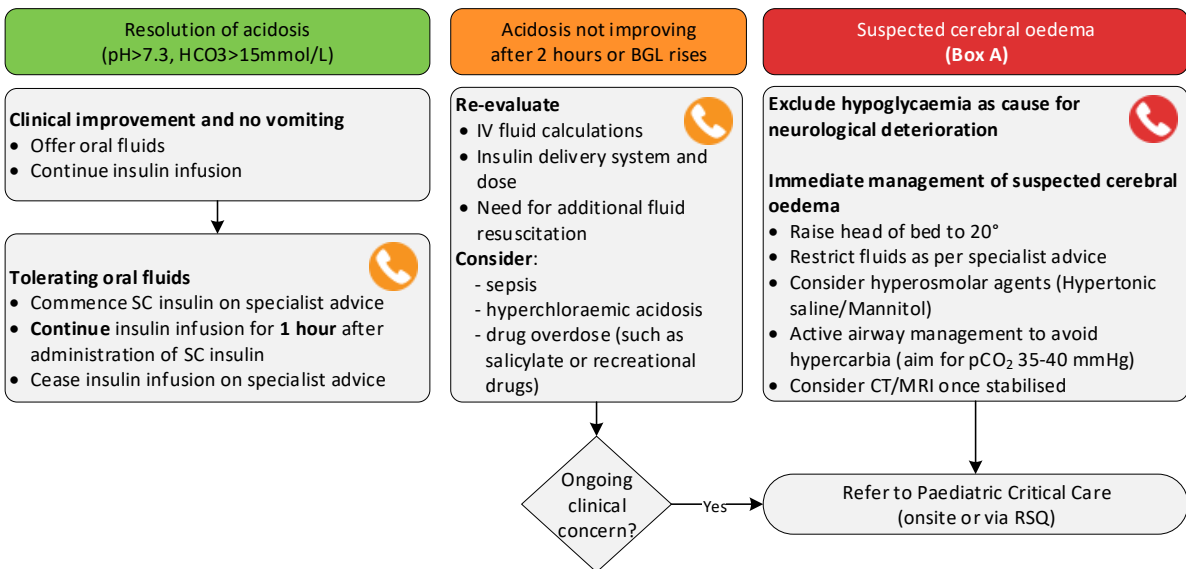 Resolution of acidosis
(pH>7.3, HCO3>15mmol/L)
Clinical improvement and no vomiting
• Offer oral fluids
• Continue insulin infusion
Tolerating oral fluids
• Commence SC insulin on specialist advice
• Continue insulin infusion for 1 hour after
administration of SC insulin
• Cease insulin infusion on specialist advice
Acidosis not improving
after 2 hours or BGL rises
Re-evaluate
• IV fluid calculations
• Insulin delivery system and
dose
• Need for additional fluid
resuscitation
Consider:
- sepsis
- hyperchloraemic acidosis
- drug overdose (such as
salicylate or recreational
drugs)
Ongoing
clinical
concern?
Yes
Suspected cerebral oedema
(Box A)
Exclude hypoglycaemia as cause for
neurological deterioration
Immediate management of suspected cerebral
oedema
• Raise head of bed to 20°
• Restrict fluids as per specialist advice
• Consider hyperosmolar agents (Hypertonic
saline/Mannitol)
• Active airway management to avoid
hypercarbia (aim for pCO₂ 35-40 mmHg)
• Consider CT/MRI once stabilised
Refer to Paediatric Critical Care
(onsite or via RSQ)